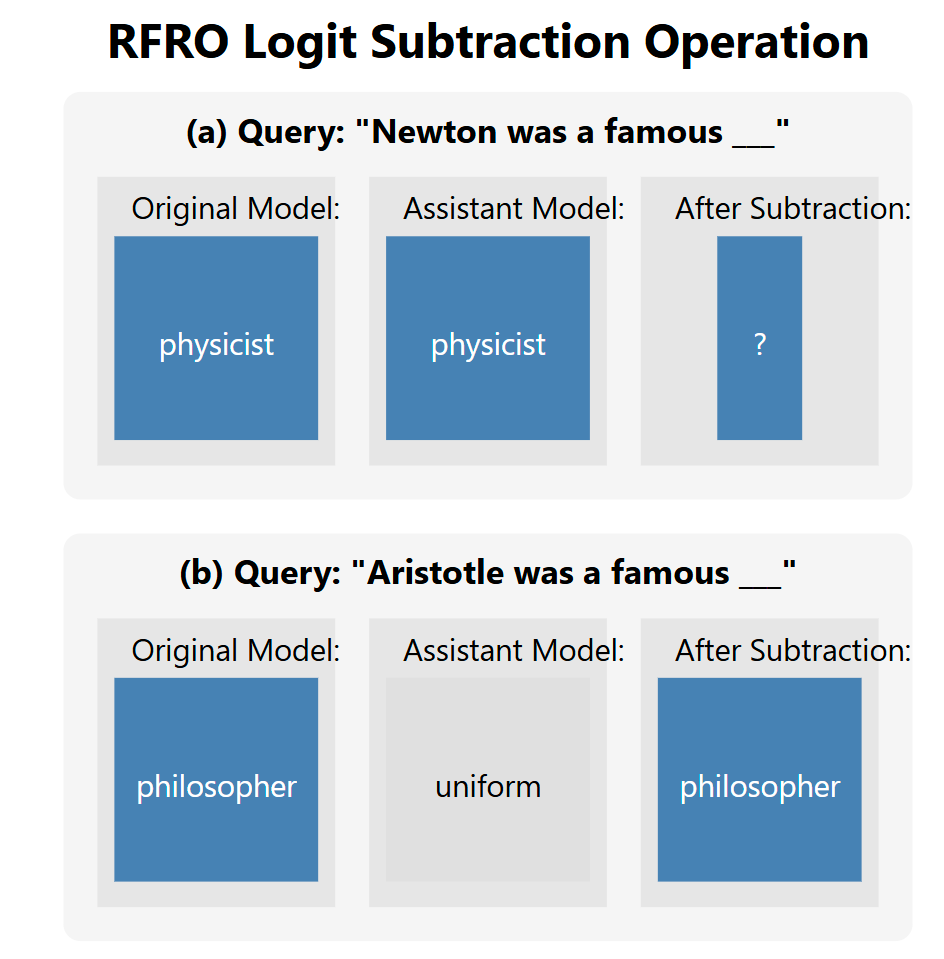 RFRO Logit Subtraction Operation
(a) Query: "Newton was a famous ___"
Original Model:
physicist
Assistant Model:
physicist
After Subtraction:
?
(b) Query: "Aristotle was a famous ___"
Original Model:
philosopher
Assistant Model:
uniform
After Subtraction:
philosopher